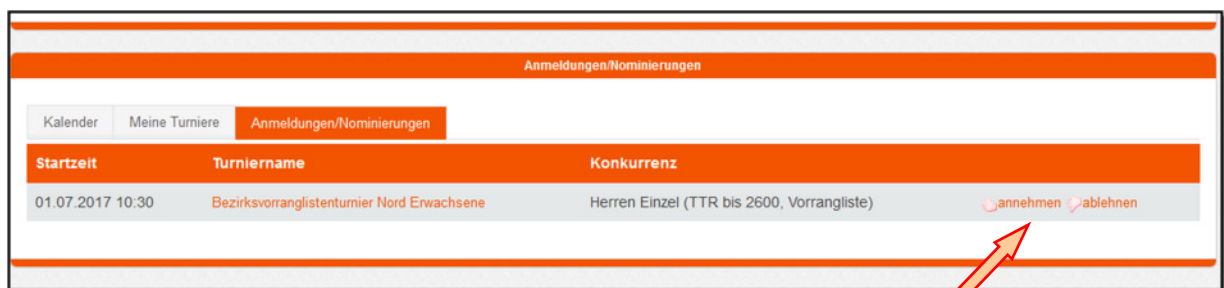 Anmeldungen/Nominierungen
Kalender Meine Turniere Anmeldungen/Nominierungen
Startzeit Turniername Konkurrenz
01.07.2017 10:30 Bezirksvorranglistenturnier Nord Erwachsene Herren Einzel (TTR bis 2600, Vorrangliste) annehmen ablehnen